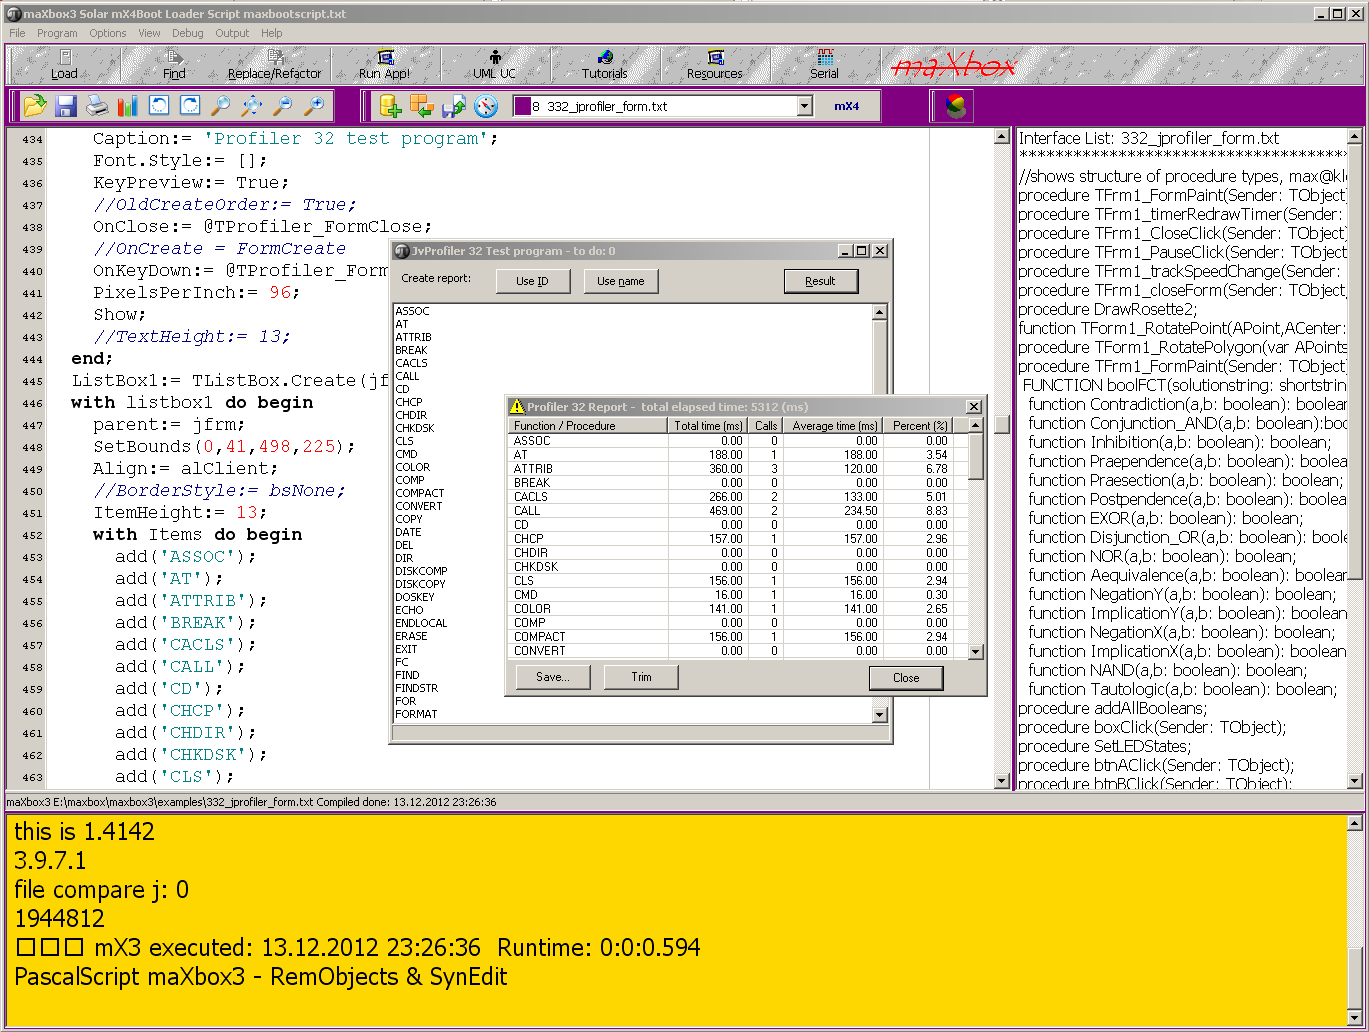 maXbox3 Solar mX4Boot Loader Script maxbootscript.txt
File Program Options View Debug Output Help
Load Find Replace/Refactor Run App! UML UC Tutorials Resources Serial maXbox
8 332_jprofiler_form.txt mX4
434 Caption:= 'Profiler 32 test program';
435 Font.Style:= [];
436 KeyPreview:= True;
437 //OldCreateOrder:= True;
438 OnClose:= @TProfiler_FormClose;
439 //OnCreate = FormCreate
440 OnKeyDown:= @TProfiler_Form
441 PixelsPerInch:= 96;
442 Show;
443 //TextHeight:= 13;
444 end;
445 ListBox1:= TListBox.Create(jf
446 with listbox1 do begin
447 parent:= jfrm;
448 SetBounds(0,41,498,225);
449 Align:= alClient;
450 //BorderStyle:= bsNone;
451 ItemHeight:= 13;
452 with Items do begin
453 add('ASSOC');
454 add('AT');
455 add('ATTRIB');
456 add('BREAK');
457 add('CACLS');
458 add('CALL');
459 add('CD');
460 add('CHCP');
461 add('CHDIR');
462 add('CHKDSK');
463 add('CLS');
JvProfiler 32 Test program - to do: 0
Create report: Use ID Use name Result
ASSOC
AT
ATTRIB
BREAK
CACLS
CALL
CD
CHCP
CHDIR
CHKDSK
CLS
CMD
COLOR
COMP
COMPACT
CONVERT
COPY
DATE
DEL
DIR
DISKCOMP
DISKCOPY
DOSKEY
ECHO
ENDLOCAL
ERASE
EXIT
FC
FIND
FINDSTR
FOR
FORMAT
Profiler 32 Report - total elapsed time: 5312 (ms)
Function / Procedure Total time (ms) Calls Average time (ms) Percent (%)
ASSOC 0.00 0 0.00 0.00
AT 188.00 1 188.00 3.54
ATTRIB 360.00 3 120.00 6.78
BREAK 0.00 0 0.00 0.00
CACLS 266.00 2 133.00 5.01
CALL 469.00 2 234.50 8.83
CD 0.00 0 0.00 0.00
CHCP 157.00 1 157.00 2.96
CHDIR 0.00 0 0.00 0.00
CHKDSK 0.00 0 0.00 0.00
CLS 156.00 1 156.00 2.94
CMD 16.00 1 16.00 0.30
COLOR 141.00 1 141.00 2.65
COMP 0.00 0 0.00 0.00
COMPACT 156.00 1 156.00 2.94
CONVERT 0.00 0 0.00 0.00
Save... Trim Close
Interface List: 332_jprofiler_form.txt
****************************************
//shows structure of procedure types, max@kl
procedure TFrm1_FormPaint(Sender: TObject)
procedure TFrm1_timerRedrawTimer(Sender:
procedure TFrm1_CloseClick(Sender: TObject)
procedure TFrm1_PauseClick(Sender: TObject)
procedure TFrm1_trackSpeedChange(Sender:
procedure TFrm1_closeForm(Sender: TObject,
procedure DrawRosette2;
function TForm1_RotatePoint(APoint,ACenter:
procedure TForm1_RotatePolygon(var APoints
procedure TFrm1_FormPaint(Sender: TObject)
FUNCTION boolFCT(solutionstring: shortstrin
function Contradiction(a,b: boolean): boolean;
function Conjunction_AND(a,b: boolean):bo
function Inhibition(a,b: boolean): boolean;
function Praependence(a,b: boolean): boolea
function Praesection(a,b: boolean): boolean;
function Postpendence(a,b: boolean): boolea
function EXOR(a,b: boolean): boolean;
function Disjunction_OR(a,b: boolean): boole
function NOR(a,b: boolean): boolean;
function Aequivalence(a,b: boolean): boolean
function NegationY(a,b: boolean): boolean;
function ImplicationY(a,b: boolean): boolean;
function NegationX(a,b: boolean): boolean;
function ImplicationX(a,b: boolean): boolean;
function NAND(a,b: boolean): boolean;
function Tautologic(a,b: boolean): boolean;
procedure addAllBooleans;
procedure boxClick(Sender: TObject);
procedure SetLEDStates;
procedure btnAClick(Sender: TObject);
procedure btnBClick(Sender: TObject);
maXbox3 E:\maxbox\maxbox3\examples\332_jprofiler_form.txt Compiled done: 13.12.2012 23:26:36
this is 1.4142
3.9.7.1
file compare j: 0
1944812
□□□ mX3 executed: 13.12.2012 23:26:36 Runtime: 0:0:0.594
PascalScript maXbox3 - RemObjects & SynEdit